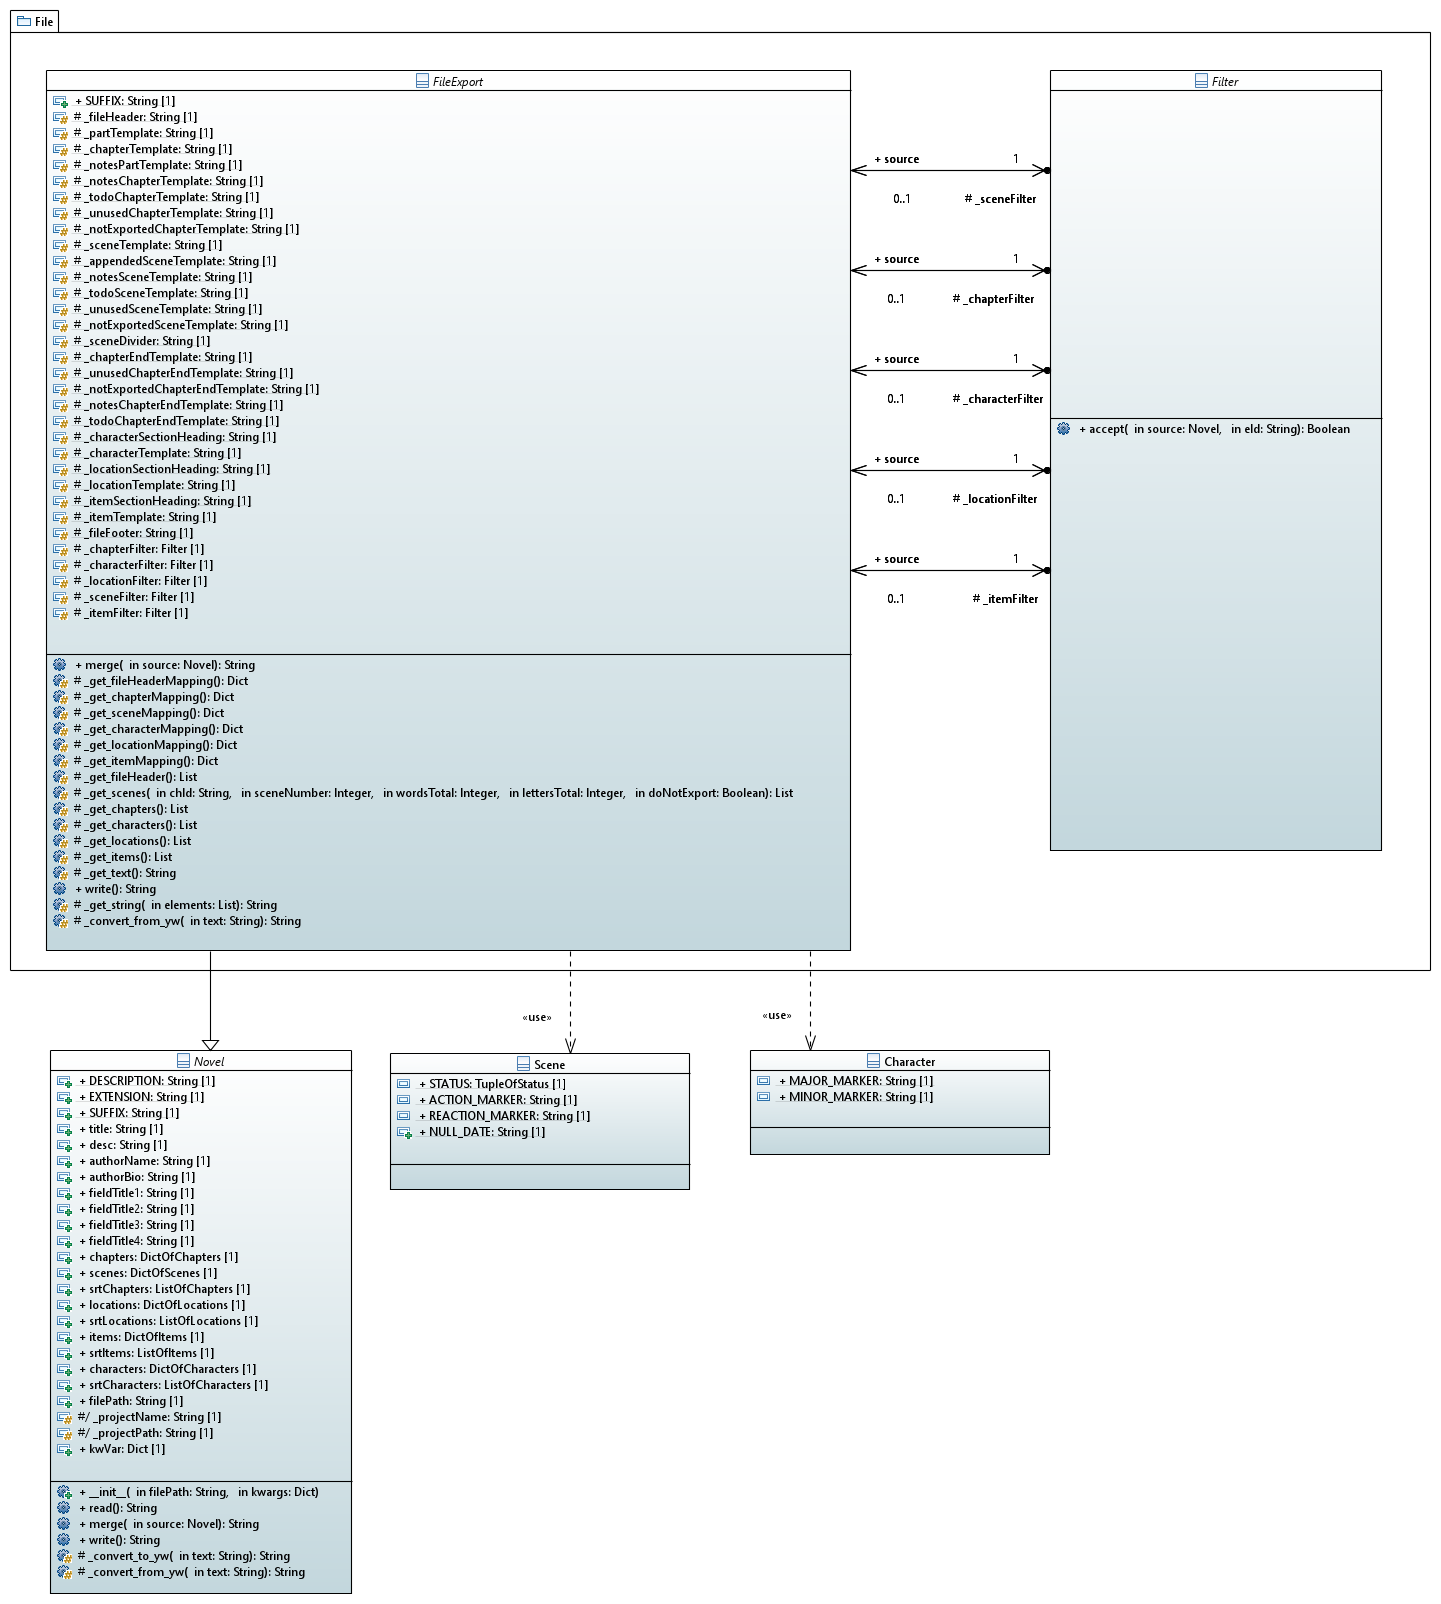 File
FileExport
+ SUFFIX: String [1]
# _fileHeader: String [1]
# _partTemplate: String [1]
# _chapterTemplate: String [1]
# _notesPartTemplate: String [1]
# _notesChapterTemplate: String [1]
# _todoChapterTemplate: String [1]
# _unusedChapterTemplate: String [1]
# _notExportedChapterTemplate: String [1]
# _sceneTemplate: String [1]
# _appendedSceneTemplate: String [1]
# _notesSceneTemplate: String [1]
# _todoSceneTemplate: String [1]
# _unusedSceneTemplate: String [1]
# _notExportedSceneTemplate: String [1]
# _sceneDivider: String [1]
# _chapterEndTemplate: String [1]
# _unusedChapterEndTemplate: String [1]
# _notExportedChapterEndTemplate: String [1]
# _notesChapterEndTemplate: String [1]
# _todoChapterEndTemplate: String [1]
# _characterSectionHeading: String [1]
# _characterTemplate: String [1]
# _locationSectionHeading: String [1]
# _locationTemplate: String [1]
# _itemSectionHeading: String [1]
# _itemTemplate: String [1]
# _fileFooter: String [1]
# _chapterFilter: Filter [1]
# _characterFilter: Filter [1]
# _locationFilter: Filter [1]
# _sceneFilter: Filter [1]
# _itemFilter: Filter [1]
+ merge(  in source: Novel): String
# _get_fileHeaderMapping(): Dict
# _get_chapterMapping(): Dict
# _get_sceneMapping(): Dict
# _get_characterMapping(): Dict
# _get_locationMapping(): Dict
# _get_itemMapping(): Dict
# _get_fileHeader(): List
# _get_scenes(  in chId: String,   in sceneNumber: Integer,   in wordsTotal: Integer,   in lettersTotal: Integer,   in doNotExport: Boolean): List
# _get_chapters(): List
# _get_characters(): List
# _get_locations(): List
# _get_items(): List
# _get_text(): String
+ write(): String
# _get_string(  in elements: List): String
# _convert_from_yw(  in text: String): String
+ source 1
0..1 # _sceneFilter
+ source 1
0..1 # _chapterFilter
+ source 1
0..1 # _characterFilter
+ source 1
0..1 # _locationFilter
+ source 1
0..1 # _itemFilter
Filter
+ accept(  in source: Novel,   in eId: String): Boolean
«use»
«use»
Novel
+ DESCRIPTION: String [1]
+ EXTENSION: String [1]
+ SUFFIX: String [1]
+ title: String [1]
+ desc: String [1]
+ authorName: String [1]
+ authorBio: String [1]
+ fieldTitle1: String [1]
+ fieldTitle2: String [1]
+ fieldTitle3: String [1]
+ fieldTitle4: String [1]
+ chapters: DictOfChapters [1]
+ scenes: DictOfScenes [1]
+ srtChapters: ListOfChapters [1]
+ locations: DictOfLocations [1]
+ srtLocations: ListOfLocations [1]
+ items: DictOfItems [1]
+ srtItems: ListOfItems [1]
+ characters: DictOfCharacters [1]
+ srtCharacters: ListOfCharacters [1]
+ filePath: String [1]
#/ _projectName: String [1]
#/ _projectPath: String [1]
+ kwVar: Dict [1]
+ __init__(  in filePath: String,   in kwargs: Dict)
+ read(): String
+ merge(  in source: Novel): String
+ write(): String
# _convert_to_yw(  in text: String): String
# _convert_from_yw(  in text: String): String
Scene
+ STATUS: TupleOfStatus [1]
+ ACTION_MARKER: String [1]
+ REACTION_MARKER: String [1]
+ NULL_DATE: String [1]
Character
+ MAJOR_MARKER: String [1]
+ MINOR_MARKER: String [1]